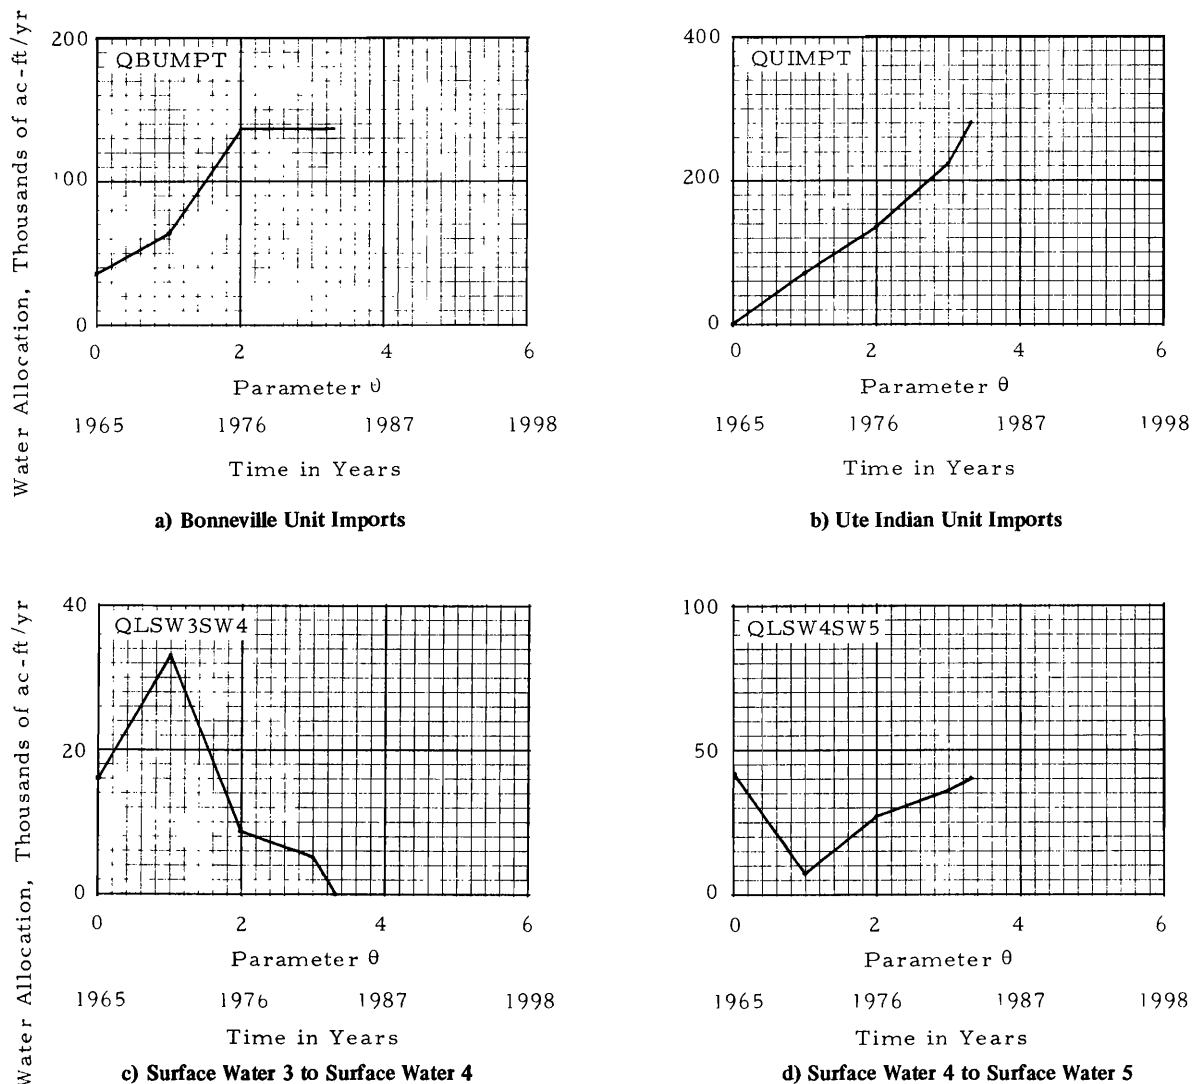 Water Allocation, Thousands of ac-ft/yr
200
QBUMPT
100
0
0 2 4 6
Parameter θ
1965 1976 1987 1998
Time in Years
a) Bonneville Unit Imports
400
QUIMPT
200
0
0 2 4 6
Parameter θ
1965 1976 1987 1998
Time in Years
b) Ute Indian Unit Imports
Water Allocation, Thousands of ac-ft/yr
40
QLSW3SW4
20
0
0 2 4 6
Parameter θ
1965 1976 1987 1998
Time in Years
c) Surface Water 3 to Surface Water 4
100
QLSW4SW5
50
0
0 2 4 6
Parameter θ
1965 1976 1987 1998
Time in Years
d) Surface Water 4 to Surface Water 5